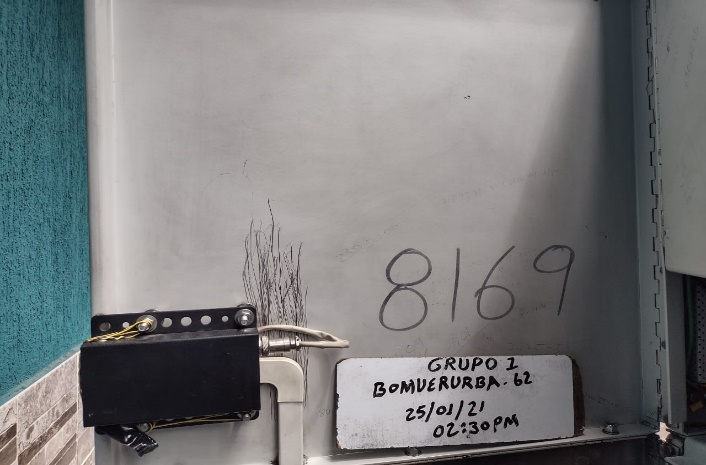 8169
GRUPO 1
BOMVERURBA.62
25/01/21
02:30PM